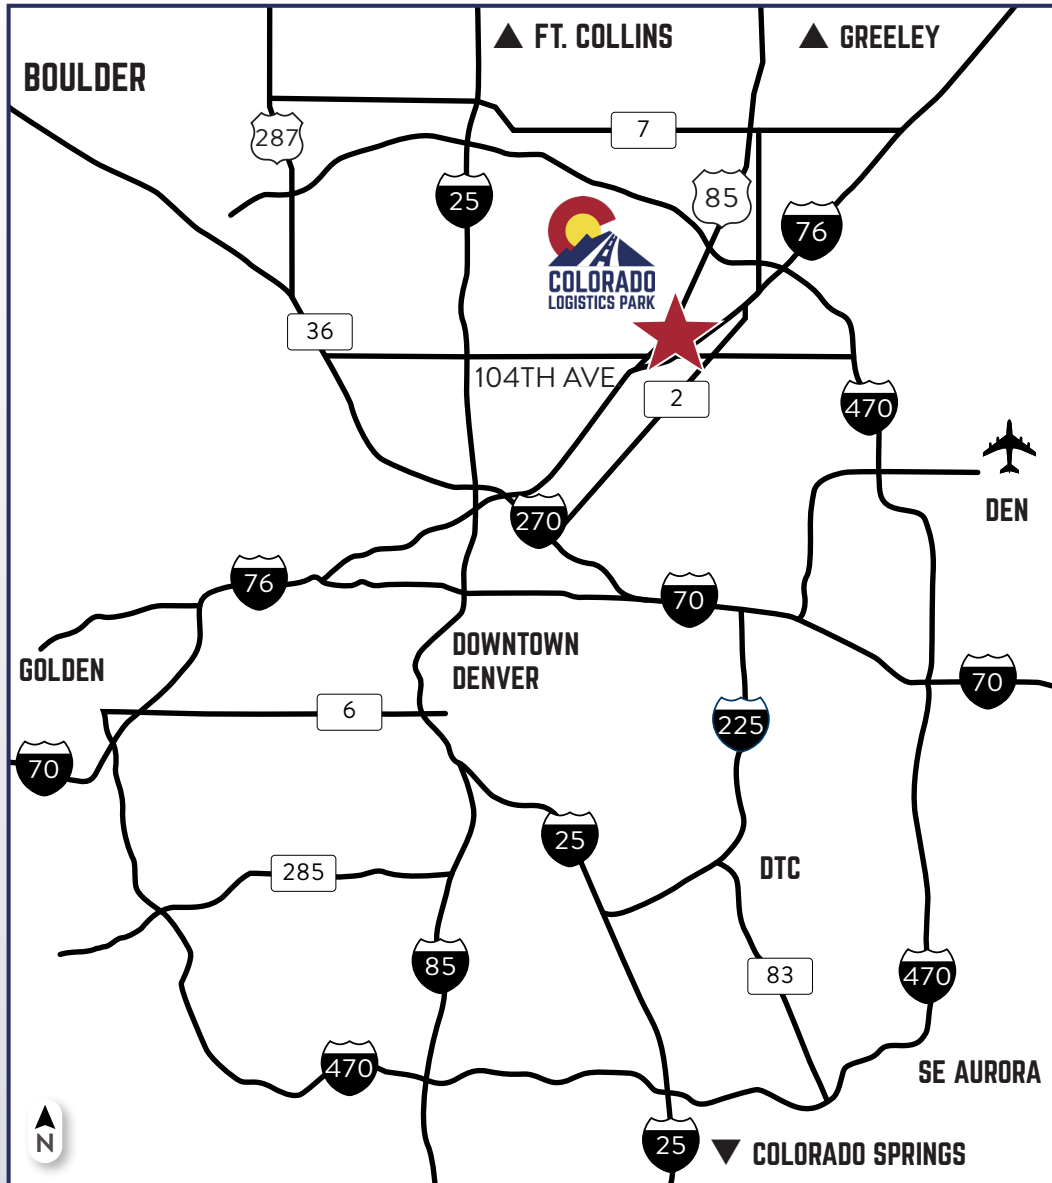 FT. COLLINS
GREELEY
BOULDER
7
287
25
85
76
COLORADO
LOGISTICS PARK
36
104TH AVE
2
470
DEN
270
76
70
DOWNTOWN
DENVER
GOLDEN
70
6
225
70
25
285
DTC
85
83
470
470
SE AURORA
N
25
COLORADO SPRINGS